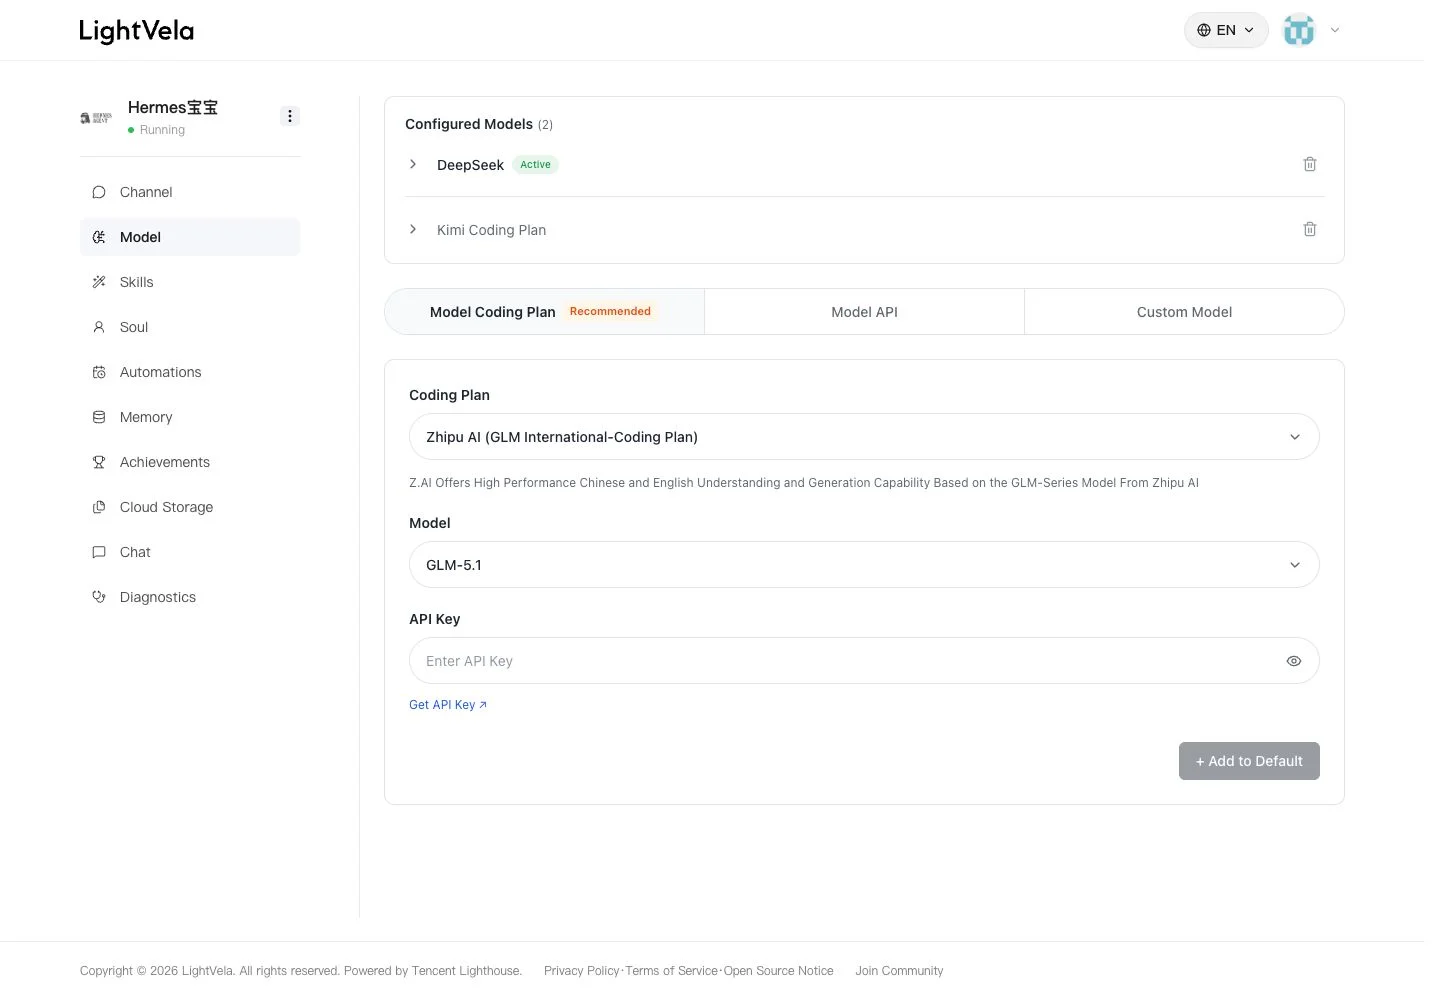 LightVela
EN
Hermes宝宝
HERMES
AGENT
Running
Channel
Model
Skills
Soul
Automations
Memory
Achievements
Cloud Storage
Chat
Diagnostics
Configured Models (2)
DeepSeek Active
Kimi Coding Plan
Model Coding Plan Recommended
Model API
Custom Model
Coding Plan
Zhipu AI (GLM International-Coding Plan)
Z.AI Offers High Performance Chinese and English Understanding and Generation Capability Based on the GLM-Series Model From Zhipu AI
Model
GLM-5.1
API Key
Enter API Key
Get API Key ↗
+ Add to Default
Copyright © 2026 LightVela. All rights reserved. Powered by Tencent Lighthouse. Privacy Policy·Terms of Service·Open Source Notice Join Community